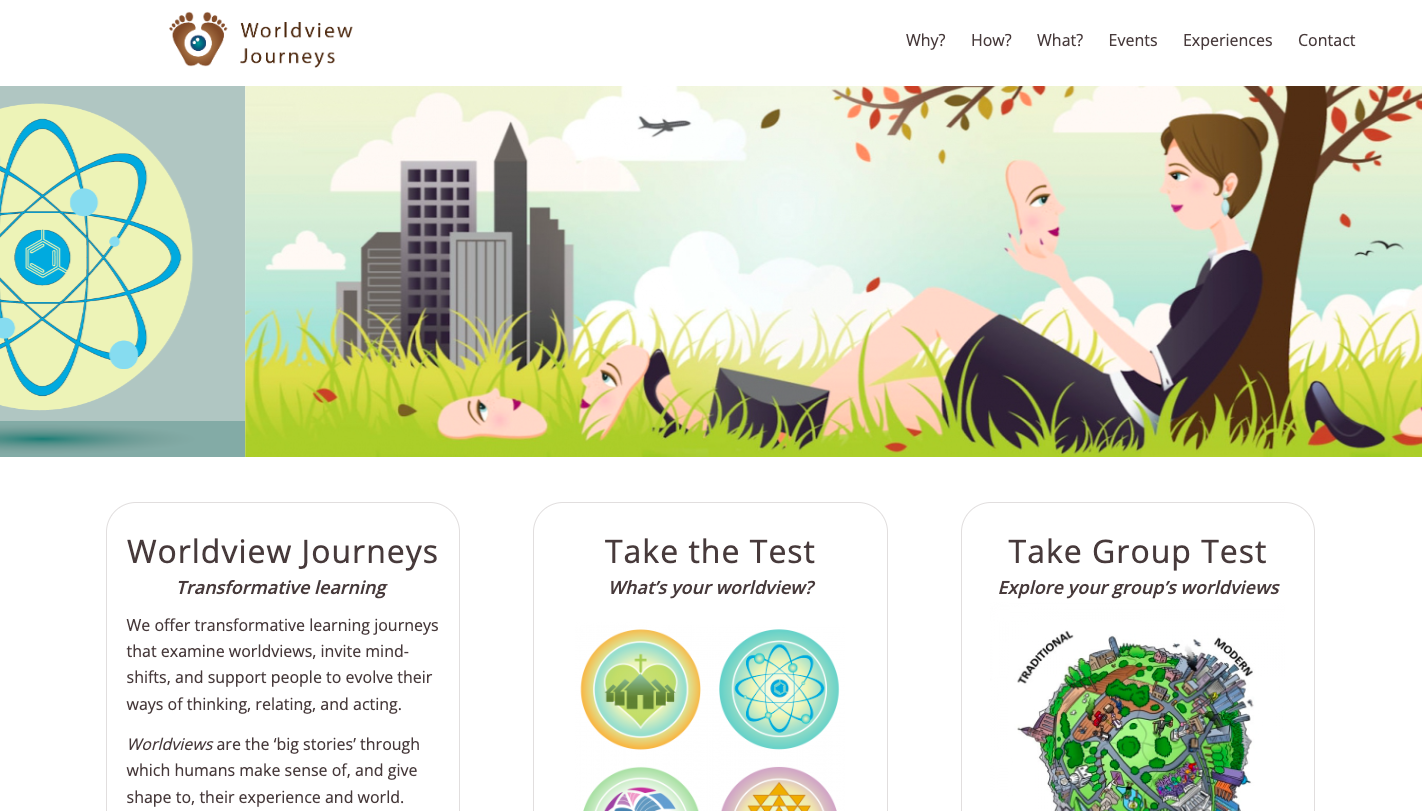 Worldview
Journeys
Why? How? What? Events Experiences Contact
Worldview Journeys
Transformative learning
We offer transformative learning journeys
that examine worldviews, invite mind-
shifts, and support people to evolve their
ways of thinking, relating, and acting.
Worldviews are the ‘big stories’ through
which humans make sense of, and give
shape to, their experience and world.
Take the Test
What’s your worldview?
Take Group Test
Explore your group’s worldviews
TRADITIONAL
MODERN